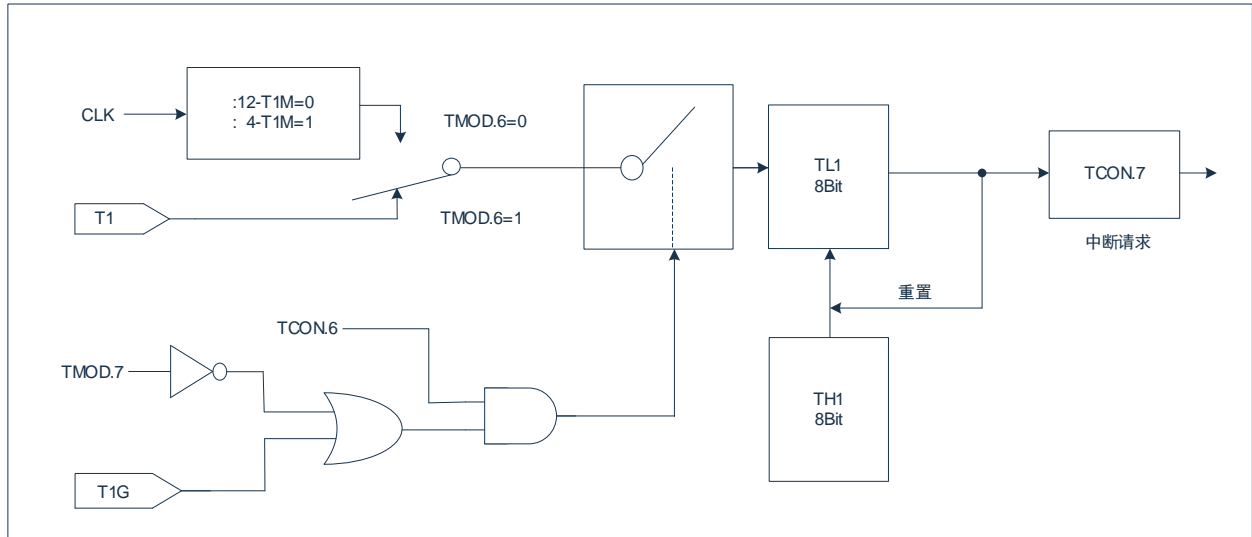 :12-T1M=0
: 4-T1M=1
CLK
TMOD.6=0
TL1
8Bit
TCON.7
T1
TMOD.6=1
中断请求
重置
TCON.6
TMOD.7
TH1
8Bit
T1G